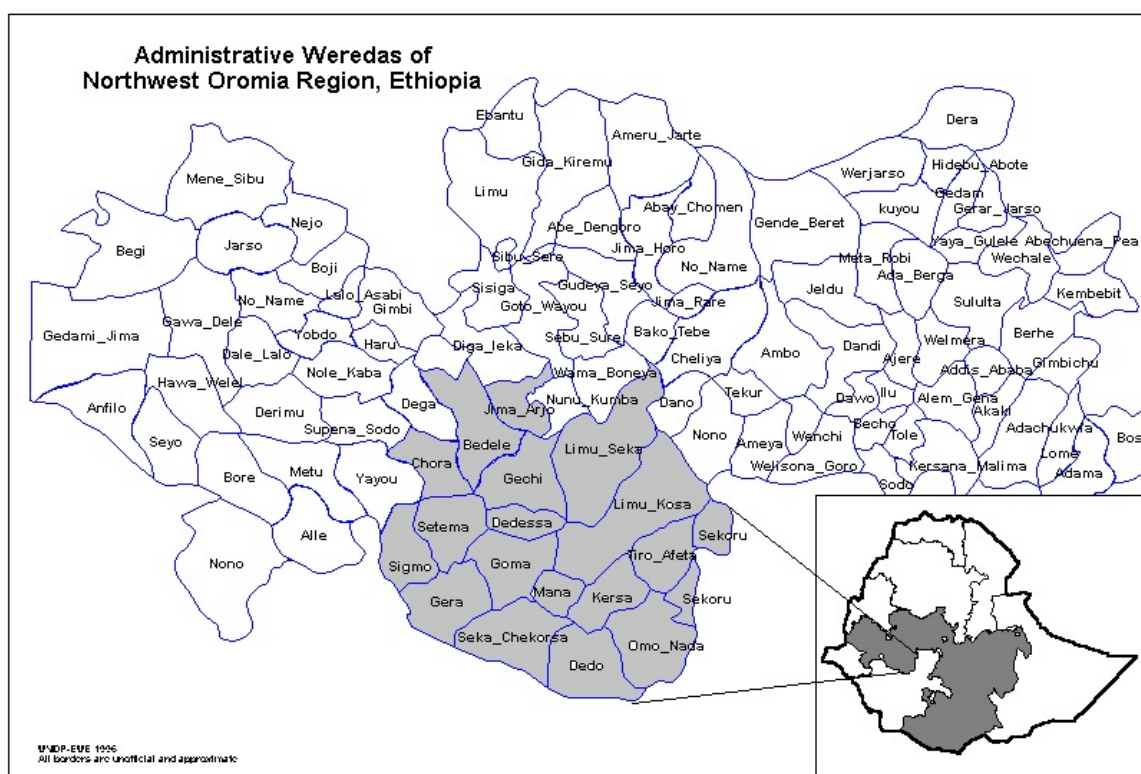 Administrative Weredas of
Northwest Oromia Region, Ethiopia
Ebantu
Dera
Ameru_Jarte
Gida_Kiremu
Hidebu_Abote
Werjarso
Mene_Sibu
Limu
Gedam
Abay_Chomen
kuyou
Gerar_Jarso
Nejo
Gende_Beret
Abe_Dengoro
Jarso
Yaya_Gulele
Abechuena_Pea
Begi
Jima_Horo
Sibu_Sere
Meta_Robi
Wechale
Boji
No_Name
Ada_Berga
Gudeya_Seyo
Sisiga
Jeldu
Kembebit
No_Name
Lalo_Asabi
Jima_Rare
Sululta
Goto_Wayou
Gimbi
Gedami_Jima
Gawa_Dele
Yobdo
Sebu_Sure
Bako_Tebe
Welmera
Berhe
Haru
Diga_leka
Dandi
Dale_Lalo
Cheliya
Ambo
Ajere
Gimbichu
Nole_Kaba
Wama_Boneya
Addis_Ababa
Hawa_Welel
Dega
Nunu_Kumba
Tekur
Dawo
Ilu
Alem_Gena
Anfilo
Jima_Arjo
Dano
Akaki
Derimu
Becho
Adachukwia
Supena_Sodo
Nono
Ameya
Wenchi
Tole
Bos
Seyo
Bedele
Limu_Seka
Lome
Chora
Welisona_Goro
Kersana_Malima
Adama
Bore
Metu
Yayou
Gechi
Sodo
Limu_Kosa
Setema
Dedessa
Alle
Sekoru
Tiro_Afeta
Nono
Sigmo
Goma
Mana
Kersa
Sekoru
Gera
Seka_Chekorsa
Omo_Nada
Dedo
UNDP-EUE 1996
All borders are unofficial and approximate